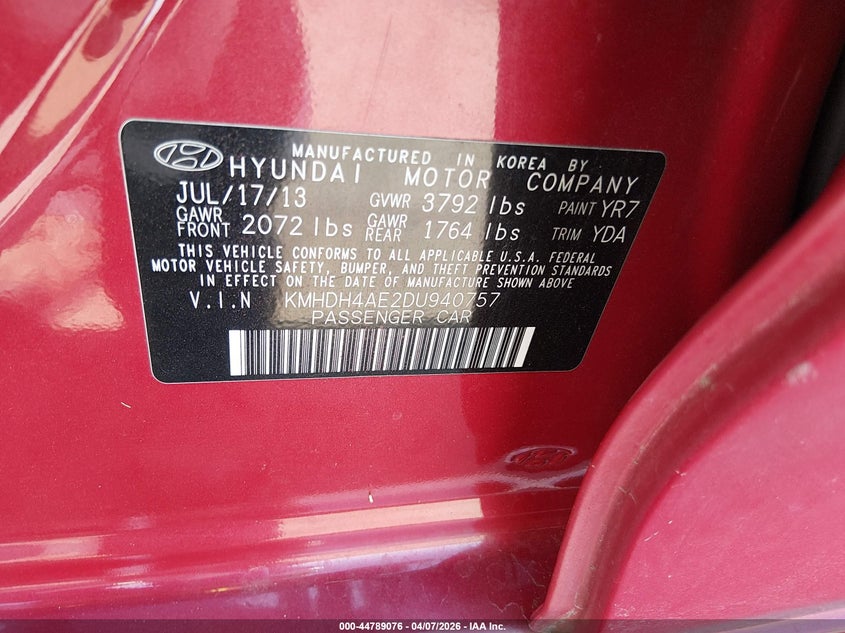 MANUFACTURED IN KOREA BY
HYUNDAI MOTOR COMPANY
JUL/17/13 GVWR 3792 lbs PAINT YR7
GAWR FRONT 2072 lbs GAWR REAR 1764 lbs TRIM YDA
THIS VEHICLE CONFORMS TO ALL APPLICABLE U.S.A. FEDERAL
MOTOR VEHICLE SAFETY, BUMPER, AND THEFT PREVENTION STANDARDS
IN EFFECT ON THE DATE OF MANUFACTURE SHOWN ABOVE
V.I.N KMHDH4AE2DU940757
PASSENGER CAR
000-44789076 - 04/07/2026 - IAA Inc.